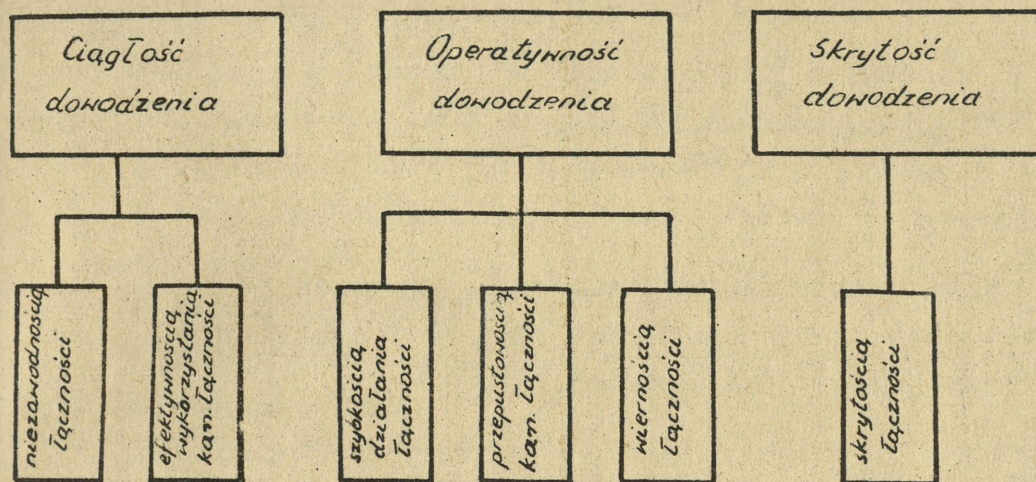 Ciągłość
dowodzenia
Operatywność
dowodzenia
Skrytość
dowodzenia
niezawodnością
łączności
efektywnością
wykorzystania
kan. łączności
szybkością
działania
łączności
przepustowością
kan. łączności
wiernością
łączności
skrytością
łączności